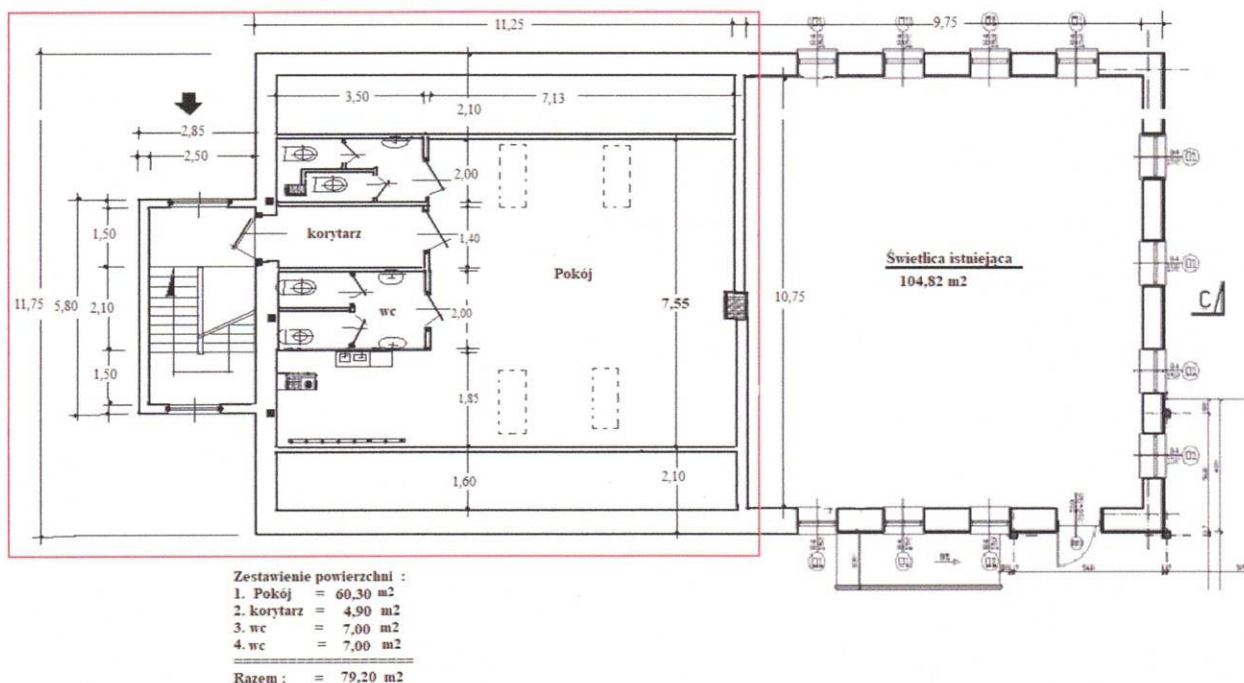 11,25
9,75
3,50
7,13
2,10
2,85
2,50
2,00
1,50
korytarz
1,40
Pokój
Świetlica istniejąca
104,82 m2
11,75
5,80
2,10
wc
2,00
7,55
10,75
C
1,50
1,85
1,60
2,10
Zestawienie powierzchni :
1. Pokój = 60,30 m2
2. korytarz = 4,90 m2
3. wc = 7,00 m2
4. wc = 7,00 m2
====================
Razem : = 79,20 m2